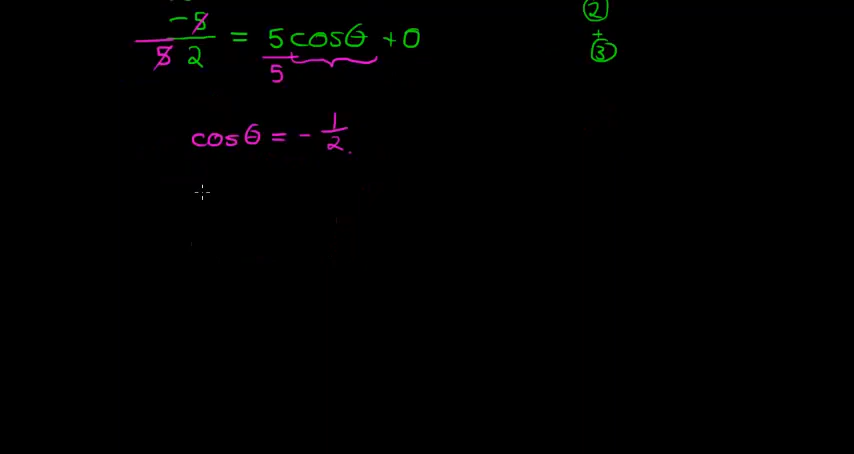 -5/5 2 = 5cosθ/5 + 0
cosθ = - 1/2.
②
+
③